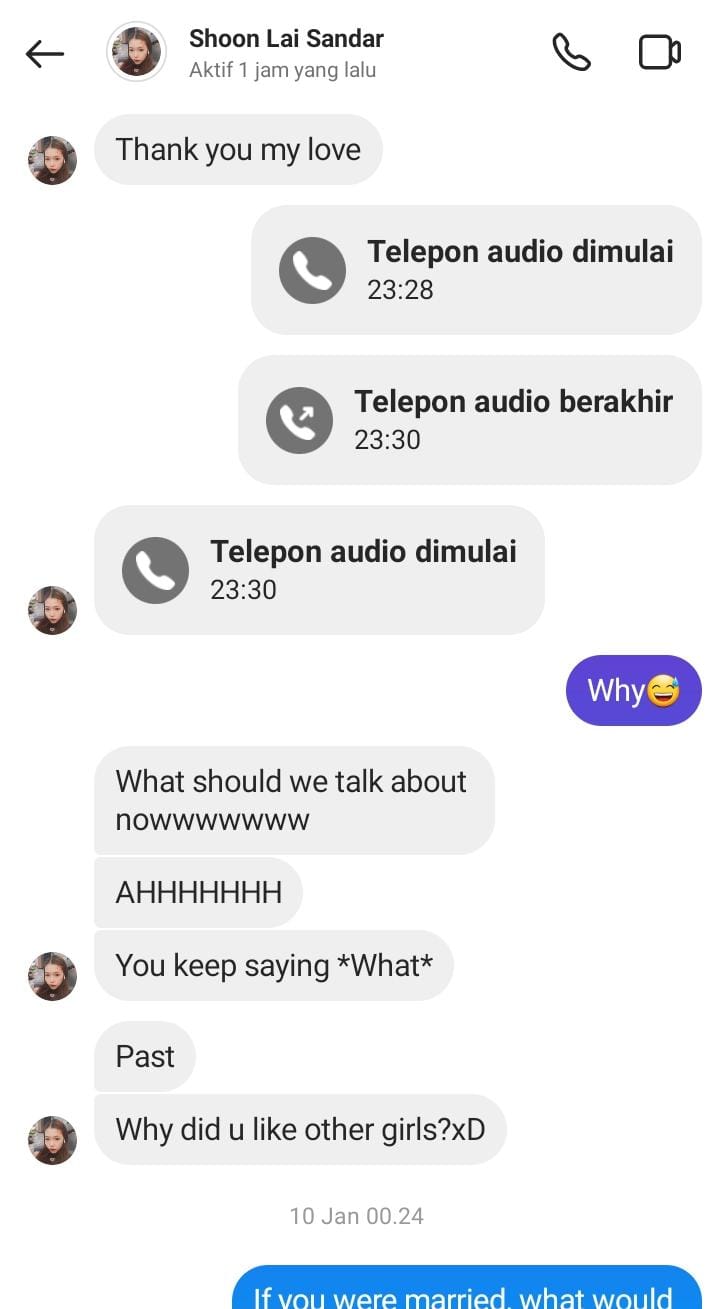 Shoon Lai Sandar
Aktif 1 jam yang lalu
Thank you my love
Telepon audio dimulai
23:28
Telepon audio berakhir
23:30
Telepon audio dimulai
23:30
Why😅
What should we talk about
nowwwwwww
AHHHHHHH
You keep saying *What*
Past
Why did u like other girls?xD
10 Jan 00.24
If you were married, what would